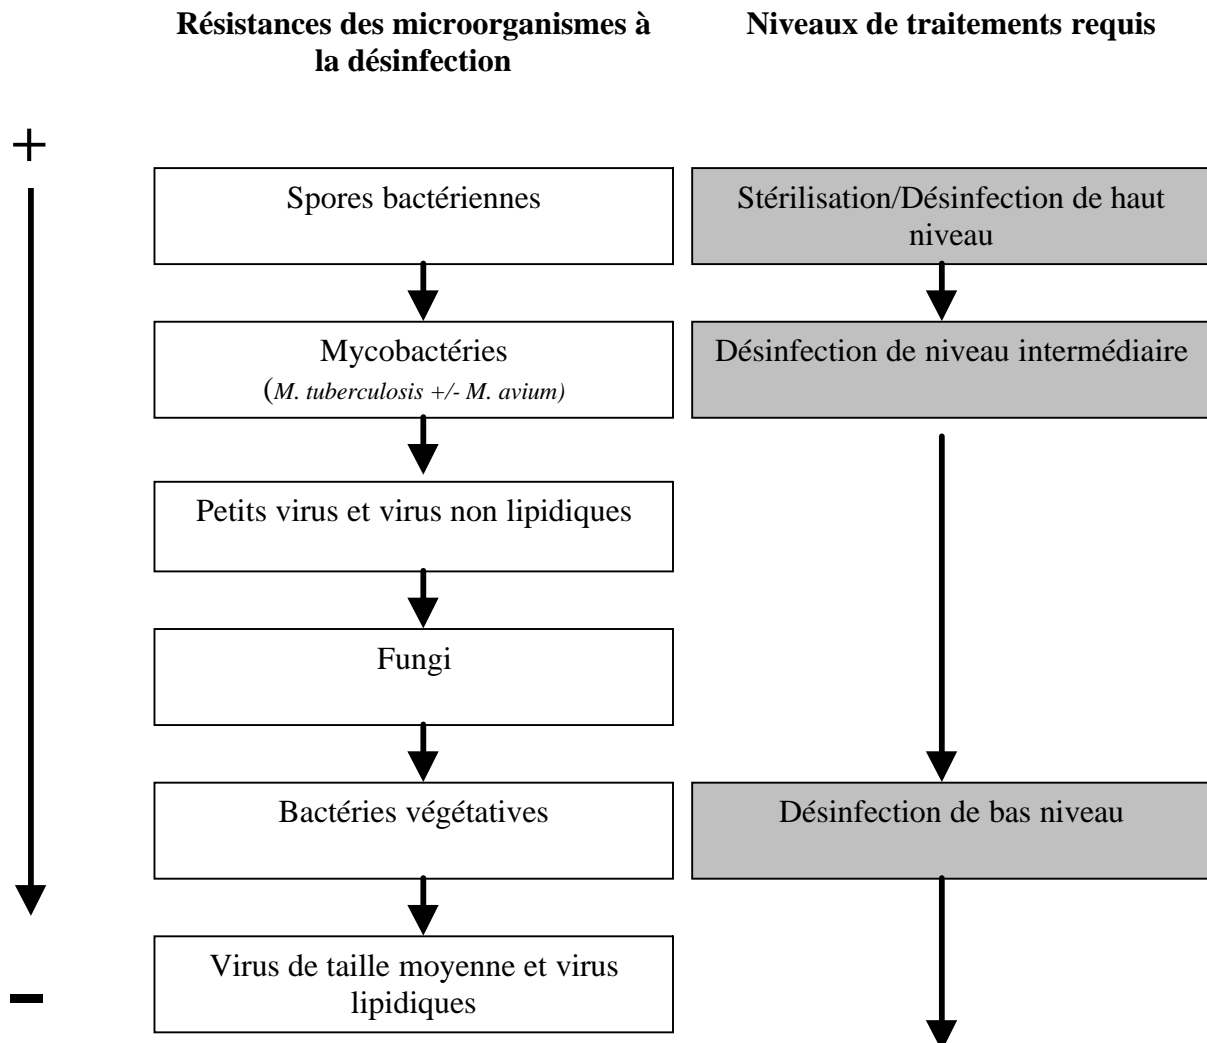 Résistances des microorganismes à
la désinfection
Niveaux de traitements requis
+
Spores bactériennes
Stérilisation/Désinfection de haut
niveau
Mycobactéries
(M. tuberculosis +/- M. avium)
Désinfection de niveau intermédiaire
Petits virus et virus non lipidiques
Fungi
Bactéries végétatives
Désinfection de bas niveau
Virus de taille moyenne et virus
lipidiques
-